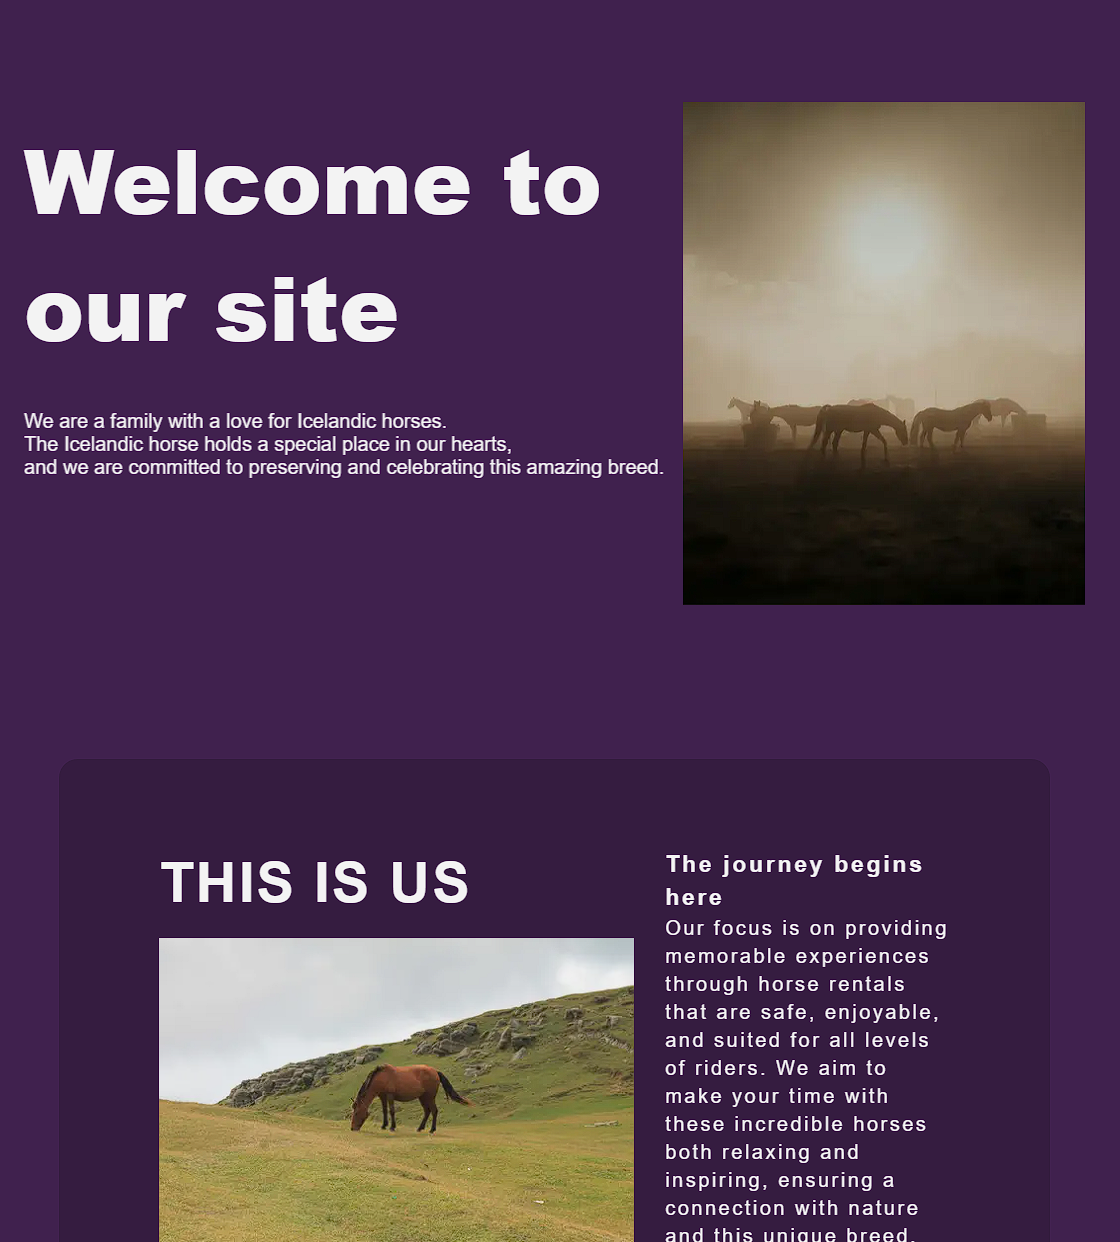 Welcome to
our site
We are a family with a love for Icelandic horses.
The Icelandic horse holds a special place in our hearts,
and we are committed to preserving and celebrating this amazing breed.
THIS IS US
The journey begins
here
Our focus is on providing
memorable experiences
through horse rentals
that are safe, enjoyable,
and suited for all levels
of riders. We aim to
make your time with
these incredible horses
both relaxing and
inspiring, ensuring a
connection with nature
and this unique breed.